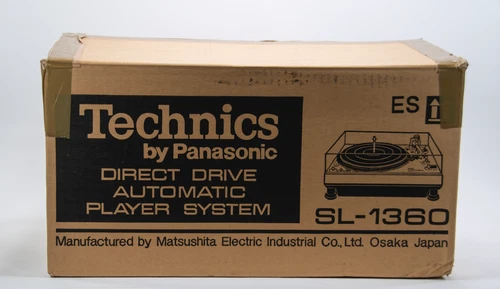 Technics
by Panasonic
DIRECT DRIVE
AUTOMATIC
PLAYER SYSTEM
ES
SL-1360
Manufactured by Matsushita Electric Industrial Co., Ltd. Osaka Japan